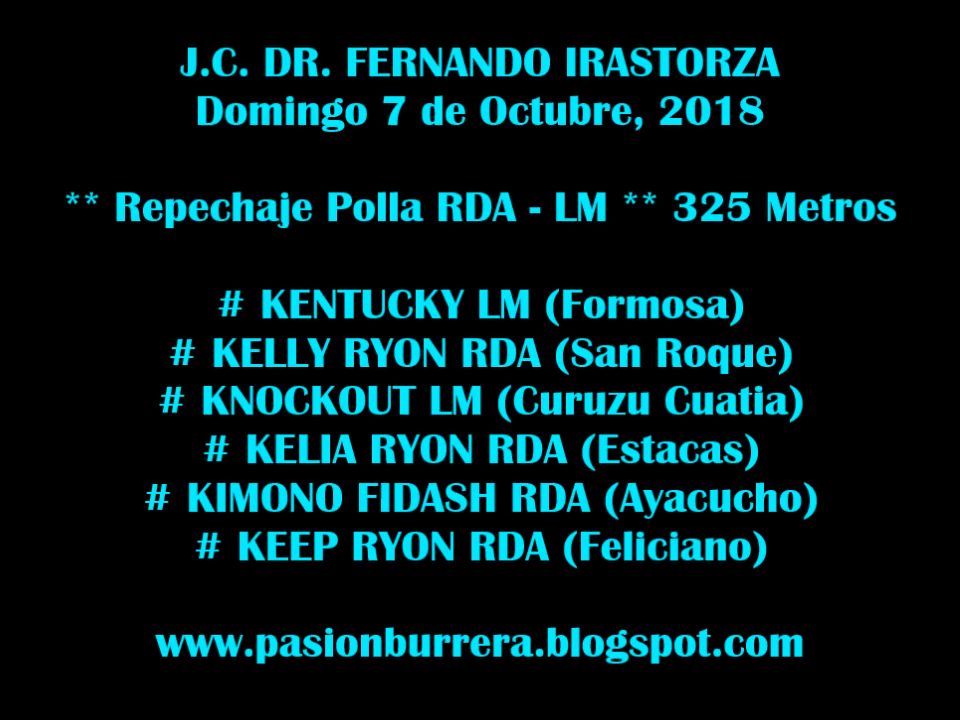 J.C. DR. FERNANDO IRASTORZA
Domingo 7 de Octubre, 2018
** Repechaje Polla RDA - LM ** 325 Metros
# KENTUCKY LM (Formosa)
# KELLY RYON RDA (San Roque)
# KNOCKOUT LM (Curuzu Cuatia)
# KELIA RYON RDA (Estacas)
# KIMONO FIDASH RDA (Ayacucho)
# KEEP RYON RDA (Feliciano)
www.pasionburrera.blogspot.com